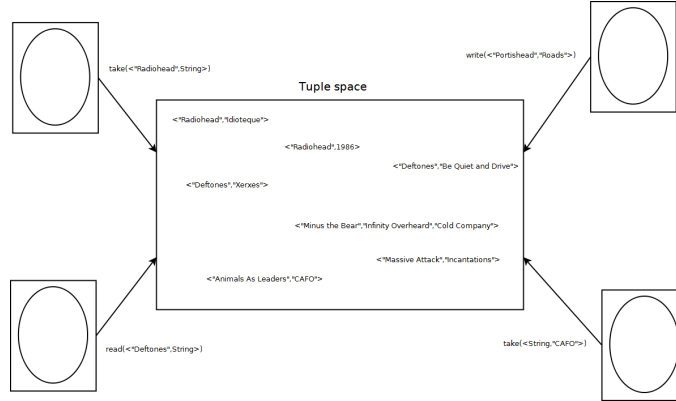 write(<"Portishead","Roads">)
take(<"Radiohead",String>)
Tuple space
<"Radiohead","Idioteque">
<"Radiohead",1986>
<"Deftones","Be Quiet and Drive">
<"Deftones","Xerxes">
<"Minus the Bear","Infinity Overheard","Cold Company">
<"Massive Attack","Incantations">
<"Animals As Leaders","CAFO">
read(<"Deftones",String>)
take(<String,"CAFO">)